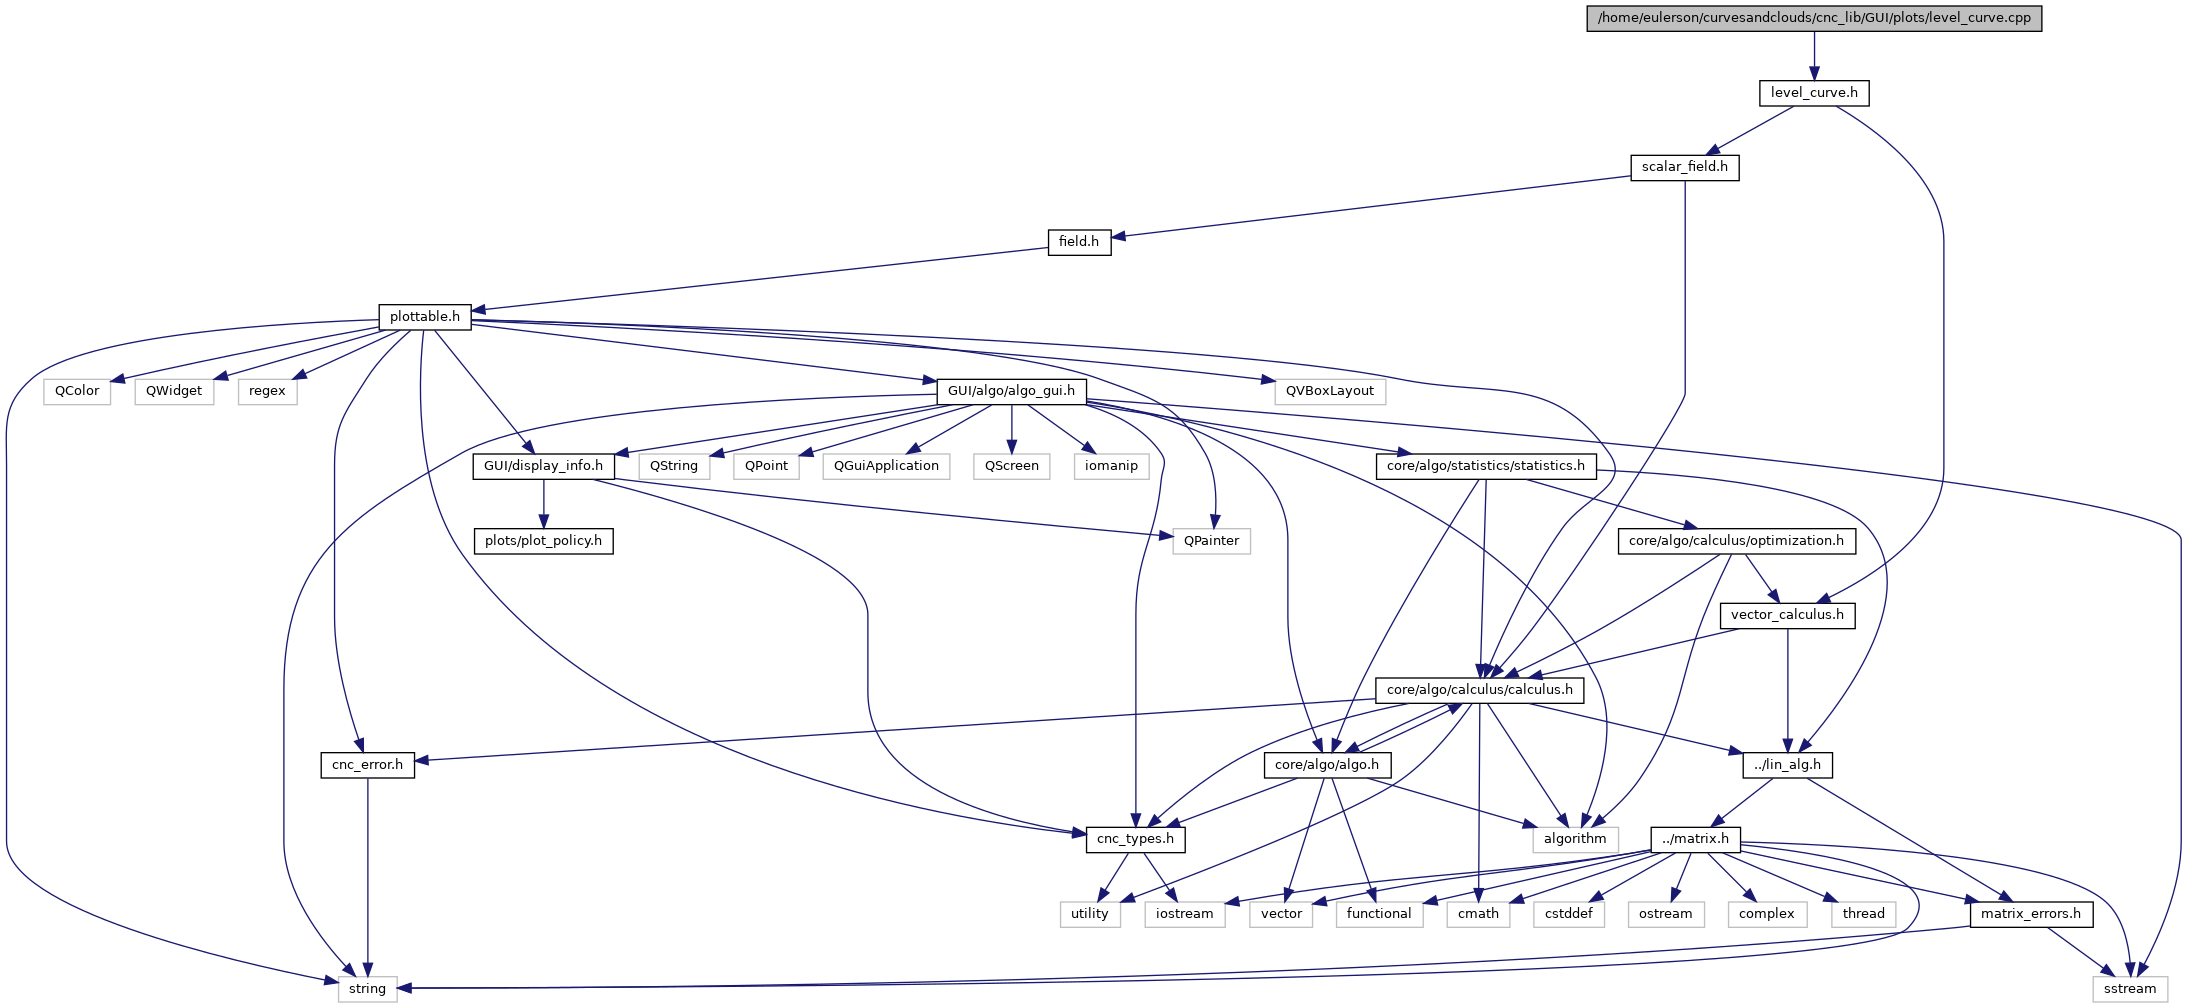 /home/eulerson/curvesandclouds/cnc_lib/GUI/plots/level_curve.cpp
level_curve.h
scalar_field.h
field.h
plottable.h
QColor
QWidget
regex
GUI/algo/algo_gui.h
QVBoxLayout
GUI/display_info.h
QString
QPoint
QGuiApplication
QScreen
iomanip
core/algo/statistics/statistics.h
plots/plot_policy.h
QPainter
core/algo/calculus/optimization.h
vector_calculus.h
core/algo/calculus/calculus.h
cnc_error.h
core/algo/algo.h
../lin_alg.h
cnc_types.h
algorithm
../matrix.h
utility
iostream
vector
functional
cmath
cstddef
ostream
complex
thread
matrix_errors.h
string
sstream